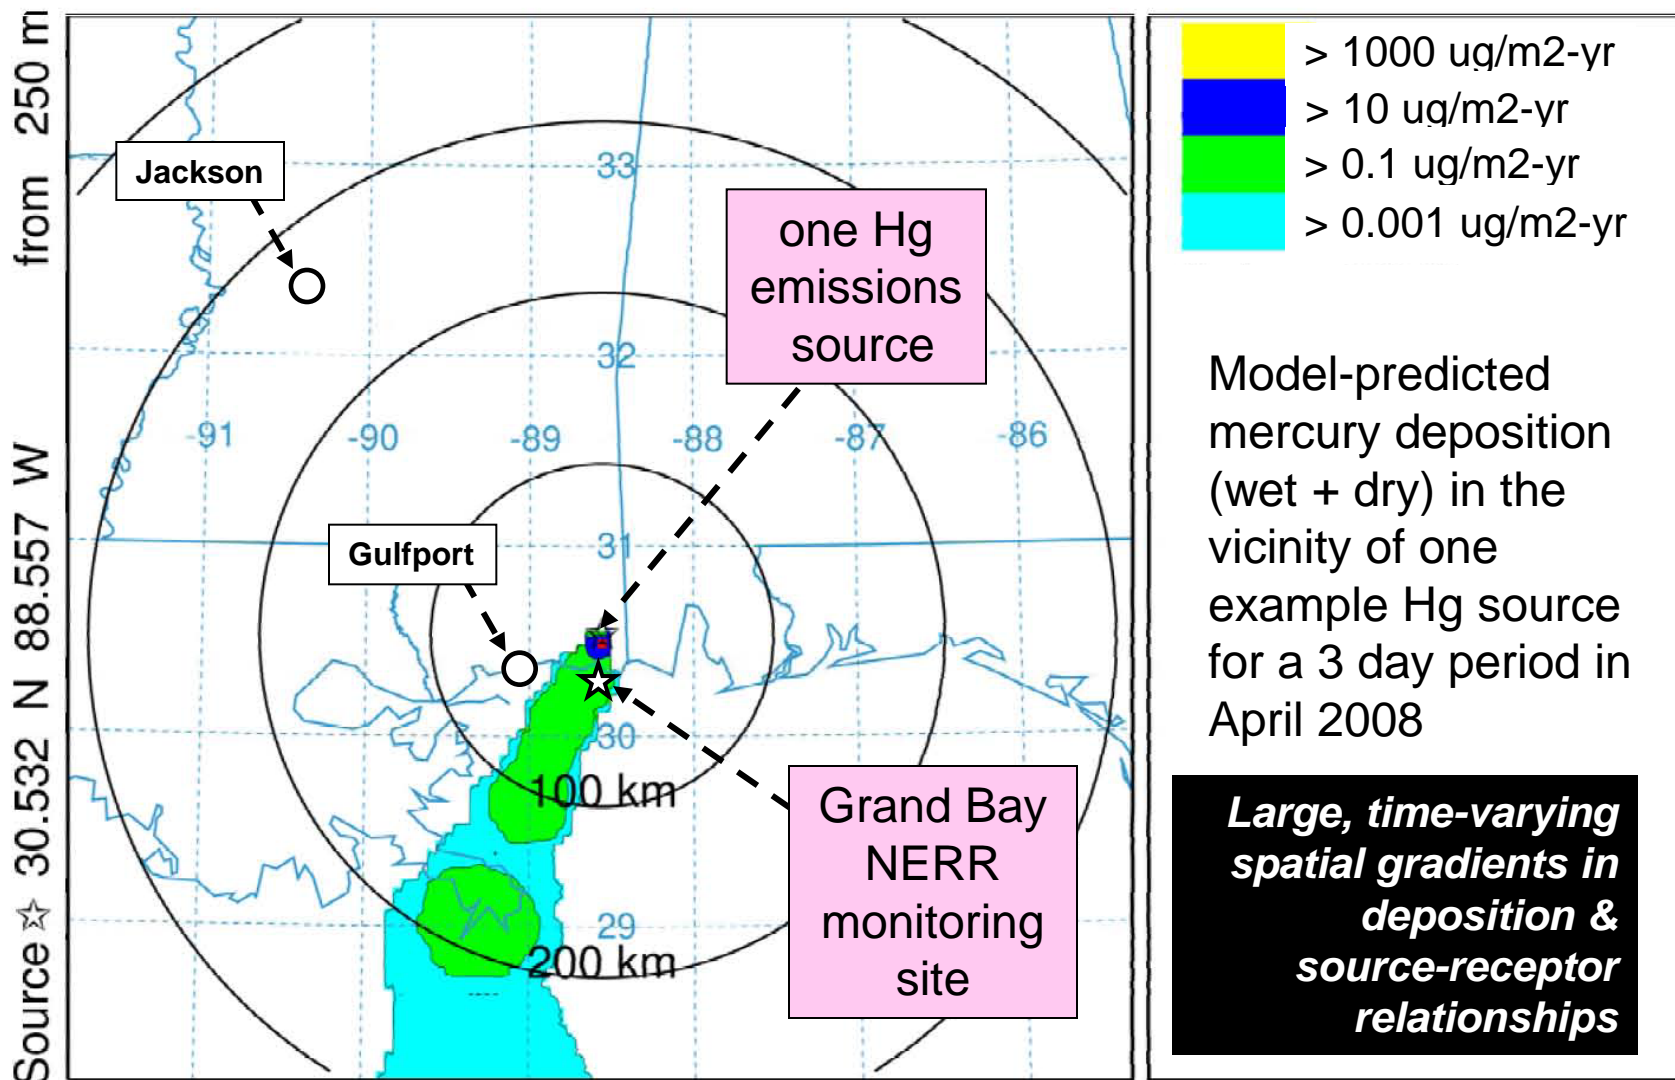 Source ☆ 30.532 N 88.557 W from 250 m
Jackson
33
one Hg
emissions
source
32
-91
-90
-89
-88
-87
-86
Gulfport
31
30
100 km
29
200 km
Grand Bay
NERR
monitoring
site
> 1000 ug/m2-yr
> 10 ug/m2-yr
> 0.1 ug/m2-yr
> 0.001 ug/m2-yr
Model-predicted
mercury deposition
(wet + dry) in the
vicinity of one
example Hg source
for a 3 day period in
April 2008
Large, time-varying
spatial gradients in
deposition &
source-receptor
relationships